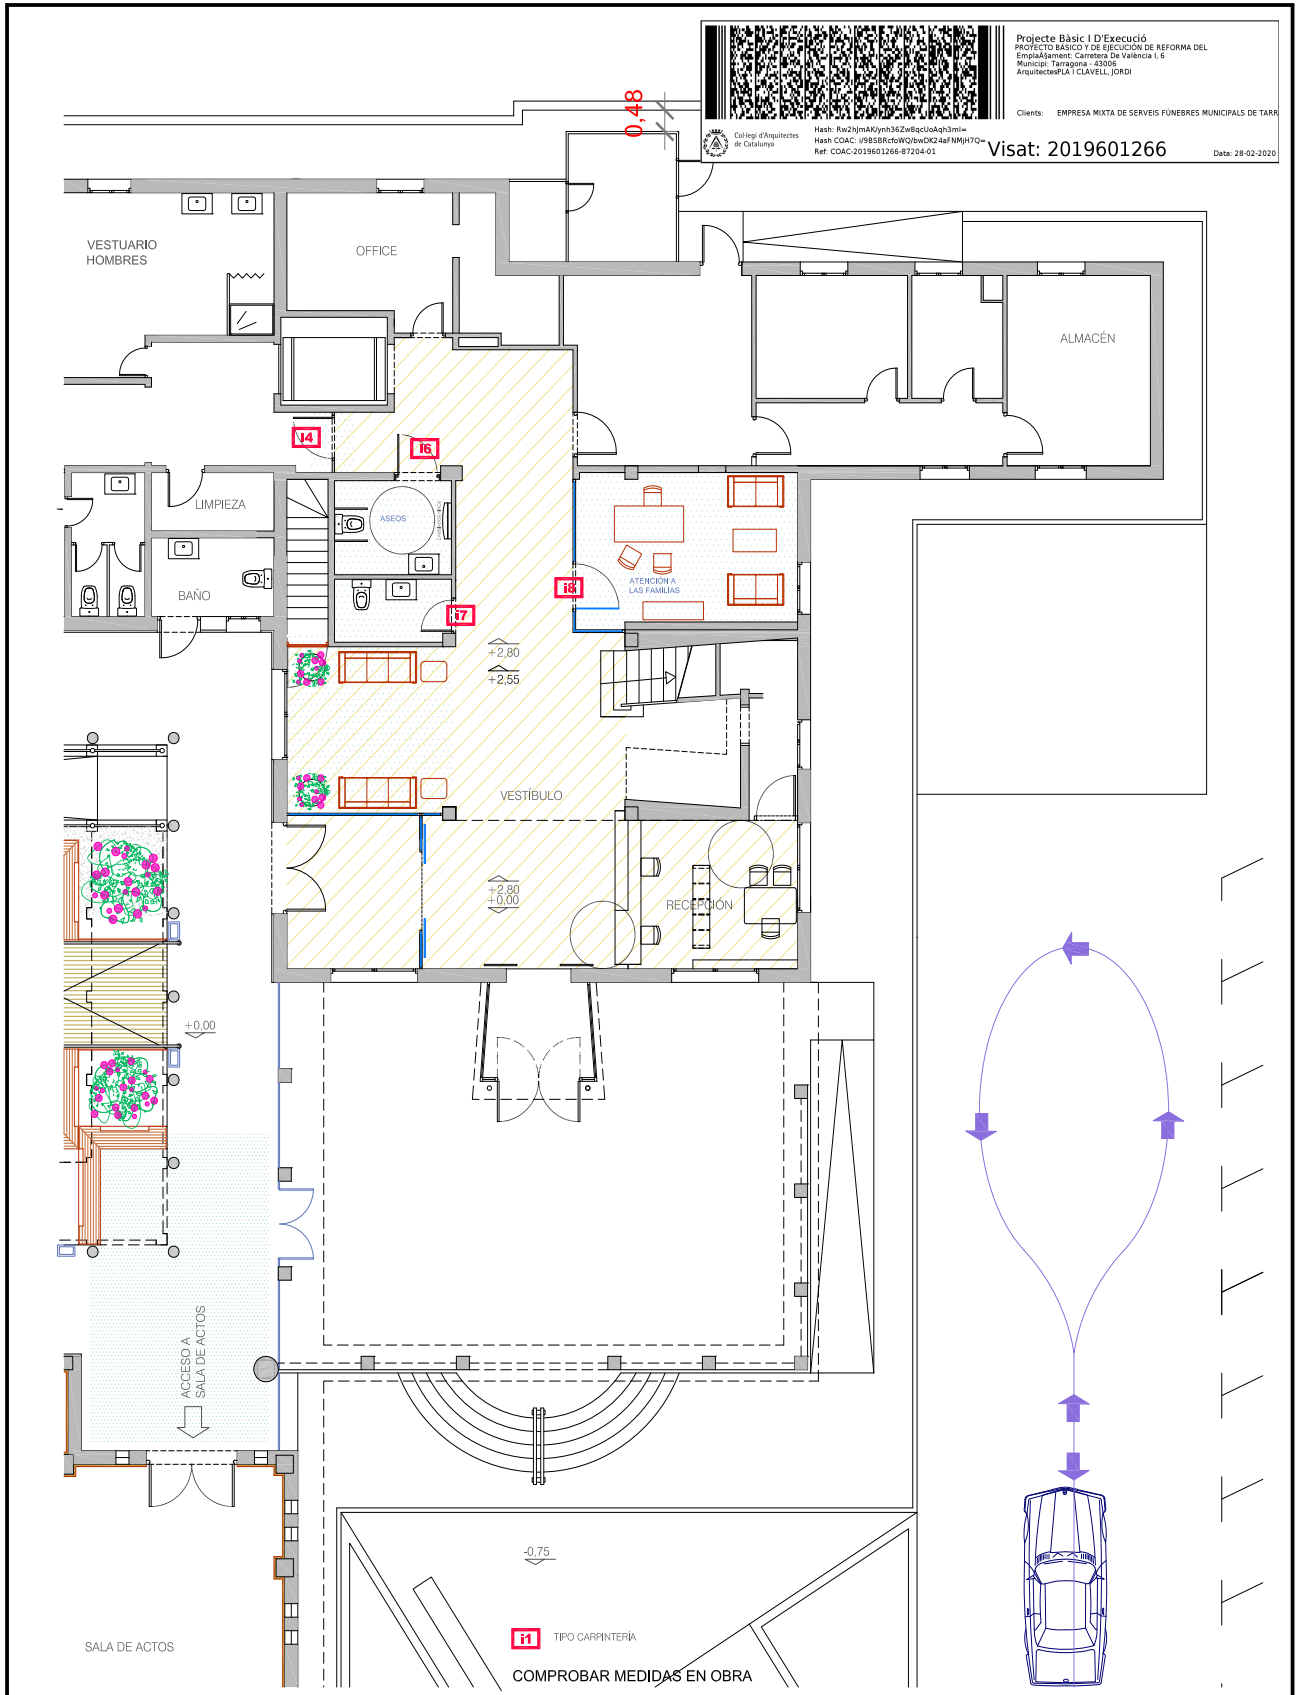 Projecte Bàsic I D'Execució
PROYECTO BÁSICO Y DE EJECUCIÓN DE REFORMA DEL
EmplaÃ§ament: Carretera De València I, 6
Municipi: Tarragona - 43006
ArquitectesPLA I CLAVELL, JORDI
Clients: EMPRESA MIXTA DE SERVEIS FÚNEBRES MUNICIPALS DE TARR
Col·legi d'Arquitectes
de Catalunya
Ref: COAC-2019601266-87204-01
Visat: 2019601266
Data: 28-02-2020
0,48
VESTUARIO
HOMBRES
OFFICE
ALMACÉN
i4
i6
LIMPIEZA
ASEOS
BAÑO
i8
ATENCIÓN A
LAS FAMILIAS
i7
+2,80
+2,55
VESTÍBULO
+2,80
+0,00
RECEPCIÓN
+0,00
ACCESO A
SALA DE ACTOS
-0,75
SALA DE ACTOS
i1 TIPO CARPINTERÍA
COMPROBAR MEDIDAS EN OBRA